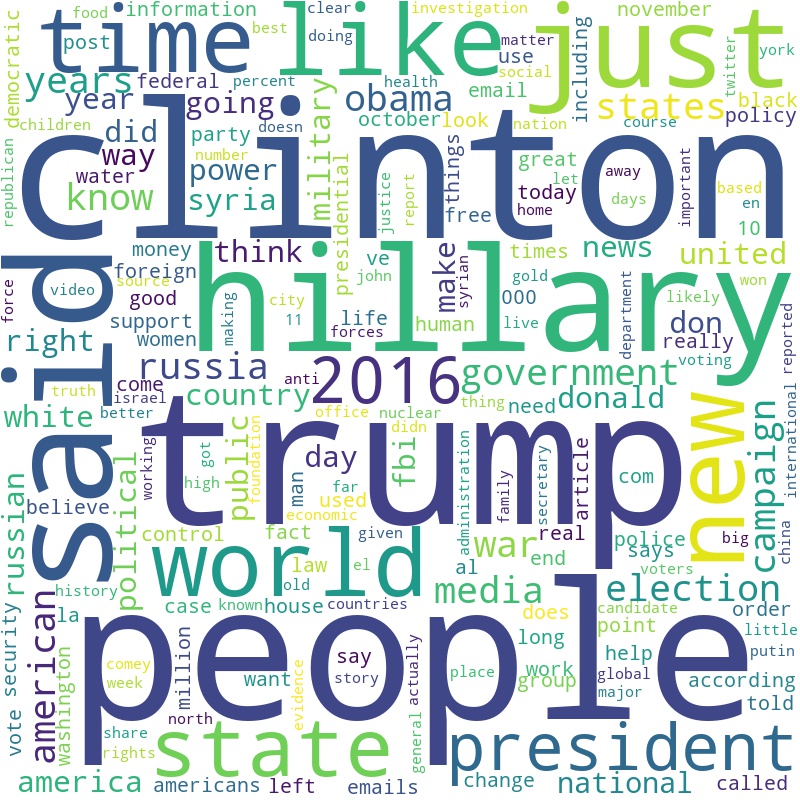 food
information
time
like
just
clear
doing
investigation
best
november
democratic
post
matter
use
social
including
twitter
york
years
federal
percent
health
email
states
black
policy
year
going
military
obama
october
look
nation
course
children
did
party
doesn
clinton
republican
way
number
water
power
know
syria
presidential
justice
report
things
free
great
let
today
home
away
days
important
based
en
10
said
money
think
hillary
ve
make
syrian
times
news
united
foreign
source
force
video
good
support
women
making
city
11
john
life
forces
human
gold
live
000
department
likely
won
don
really
voting
right
russia
2016
government
reported
international
come
israel
better
country
anti
truth
white
office
nuclear
thing
need
donald
didn
trump
new
campaign
china
working
got
high
public
foundation
day
man
far
used
economic
fbi
family
secretary
article
administration
com
big
voters
russian
believe
political
control
fact
law
given
real
war
end
police
says
world
el
al
history
la
case
known
old
house
countries
media
election
candidate
american
people
does
long
point
order
little
security
vote
washington
comey
week
million
want
evidence
say
story
actually
general
place
work
group
help
global
major
putin
according
told
north
share
rights
state
president
america
americans
left
emails
change
national
called